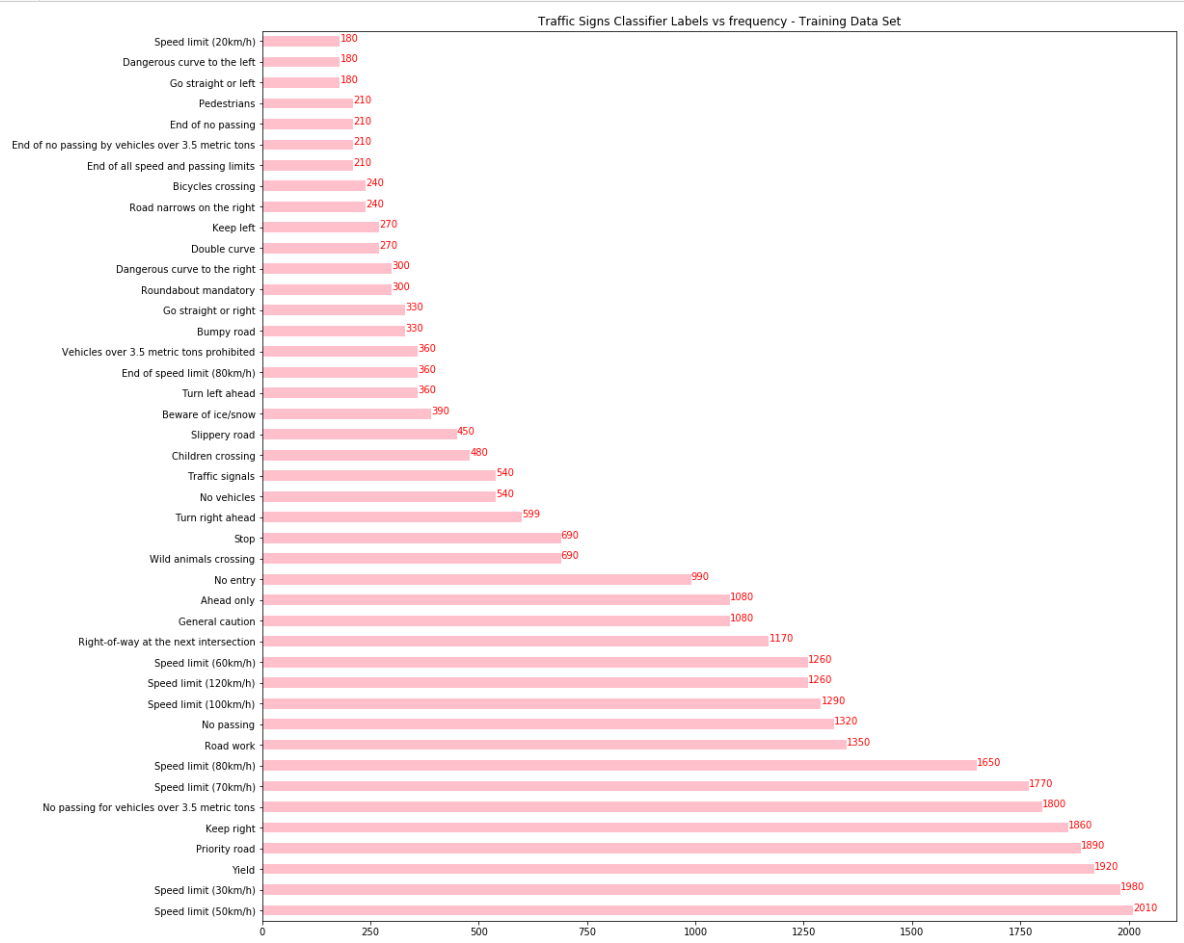 Traffic Signs Classifier Labels vs frequency - Training Data Set
Speed limit (20km/h) 180
Dangerous curve to the left 180
Go straight or left 180
Pedestrians 210
End of no passing 210
End of no passing by vehicles over 3.5 metric tons 210
End of all speed and passing limits 210
Bicycles crossing 240
Road narrows on the right 240
Keep left 270
Double curve 270
Dangerous curve to the right 300
Roundabout mandatory 300
Go straight or right 330
Bumpy road 330
Vehicles over 3.5 metric tons prohibited 360
End of speed limit (80km/h) 360
Turn left ahead 360
Beware of ice/snow 390
Slippery road 450
Children crossing 480
Traffic signals 540
No vehicles 540
Turn right ahead 599
Stop 690
Wild animals crossing 690
No entry 990
Ahead only 1080
General caution 1080
Right-of-way at the next intersection 1170
Speed limit (60km/h) 1260
Speed limit (120km/h) 1260
Speed limit (100km/h) 1290
No passing 1320
Road work 1350
Speed limit (80km/h) 1650
Speed limit (70km/h) 1770
No passing for vehicles over 3.5 metric tons 1800
Keep right 1860
Priority road 1890
Yield 1920
Speed limit (30km/h) 1980
Speed limit (50km/h) 2010
0 250 500 750 1000 1250 1500 1750 2000